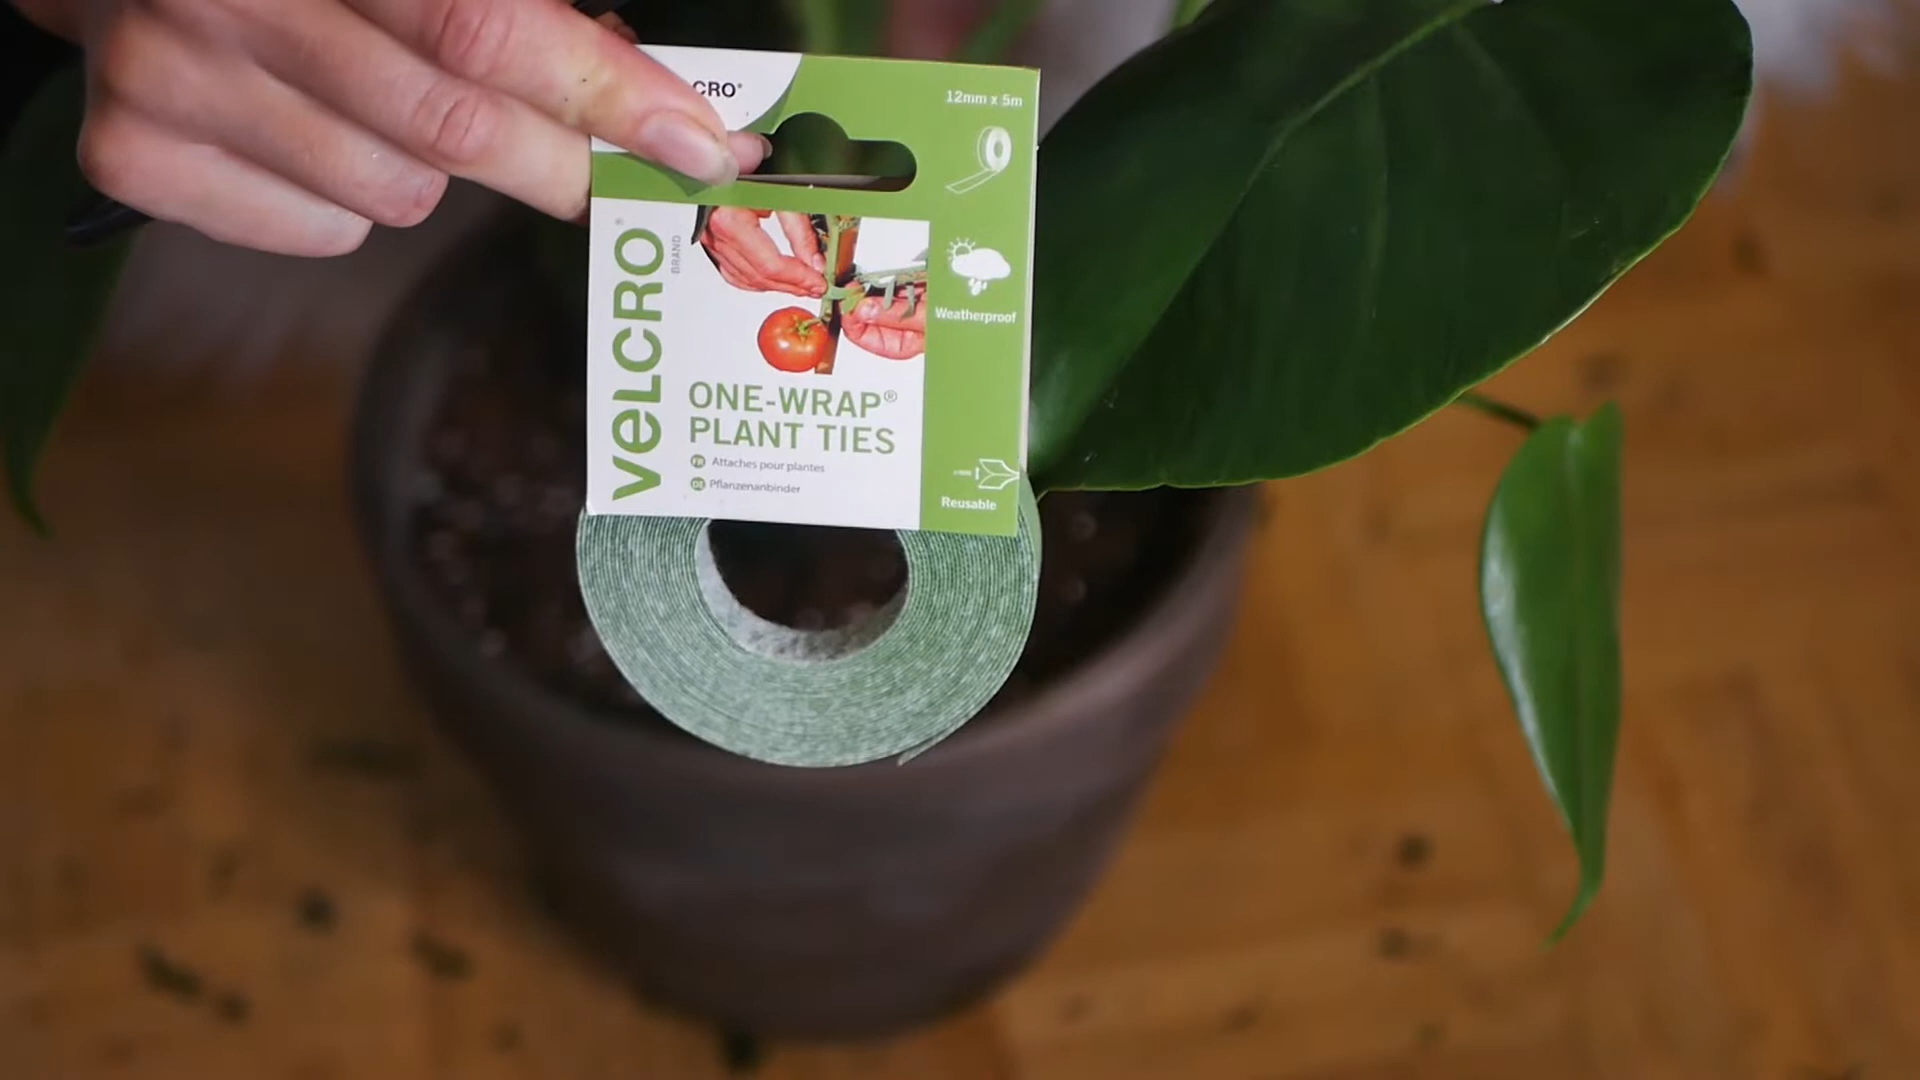 CRO®
12mm x 5m
VELCRO®
BRAND
Weatherproof
ONE-WRAP®
PLANT TIES
FR Attaches pour plantes
DE Pflanzenanbinder
Reusable